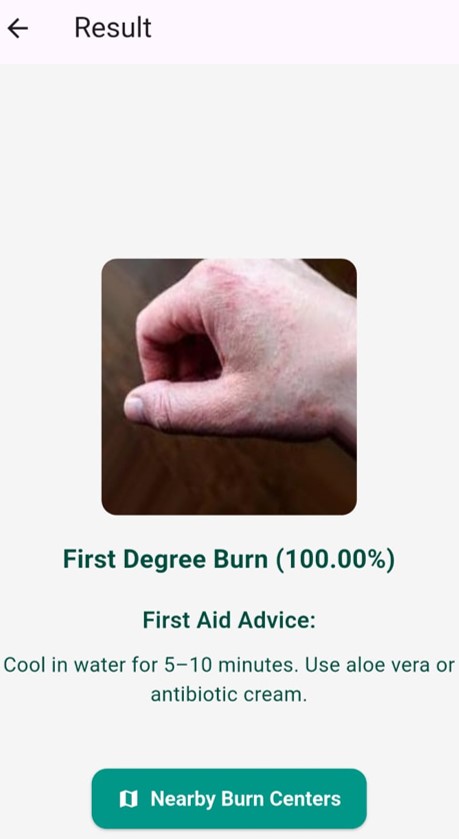 Result
First Degree Burn (100.00%)
First Aid Advice:
Cool in water for 5–10 minutes. Use aloe vera or
antibiotic cream.
Nearby Burn Centers